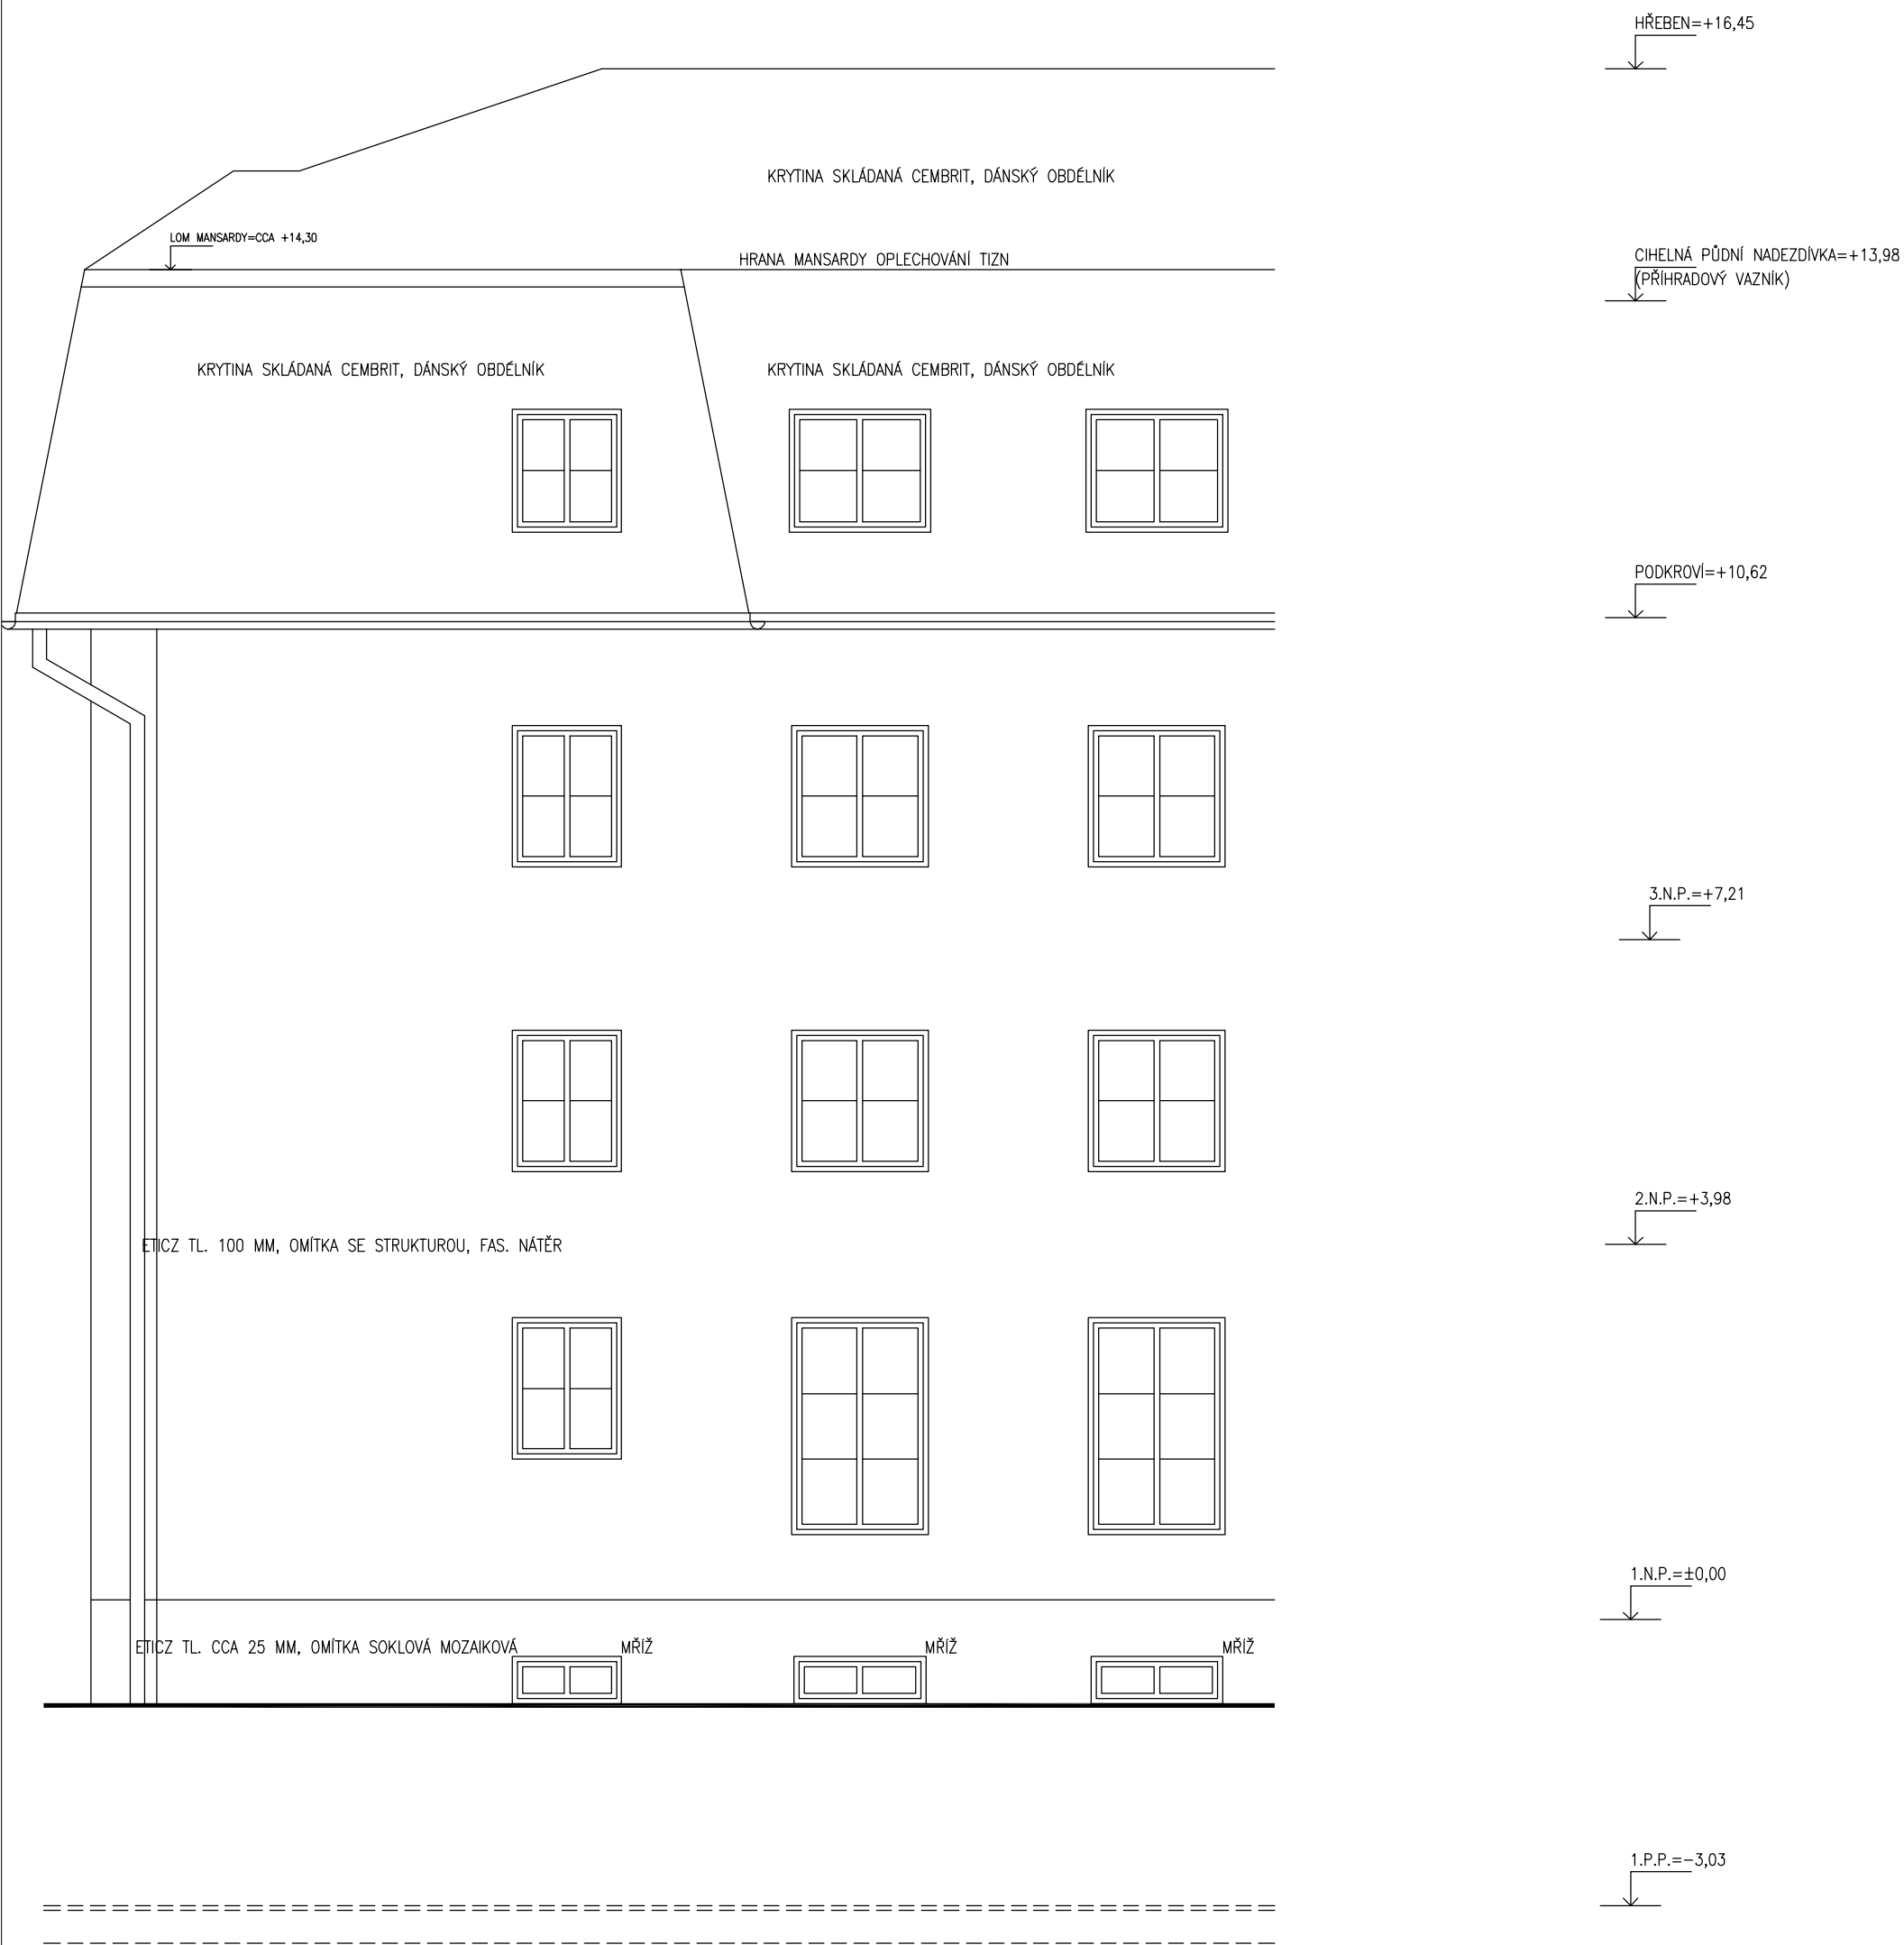 HŘEBEN=+16,45
KRYTINA SKLÁDANÁ CEMBRIT, DÁNSKÝ OBDÉLNÍK
LOM MANSARDY=CCA +14,30
HRANA MANSARDY OPLECHOVÁNÍ TIZN
CIHELNÁ PŮDNÍ NADEZDÍVKA=+13,98
(PŘÍHRADOVÝ VAZNÍK)
KRYTINA SKLÁDANÁ CEMBRIT, DÁNSKÝ OBDÉLNÍK
KRYTINA SKLÁDANÁ CEMBRIT, DÁNSKÝ OBDÉLNÍK
PODKROVÍ=+10,62
3.N.P.=+7,21
2.N.P.=+3,98
ETICZ TL. 100 MM, OMÍTKA SE STRUKTUROU, FAS. NÁTĚR
1.N.P.=±0,00
ETICZ TL. CCA 25 MM, OMÍTKA SOKLOVÁ MOZAIKOVÁ
MŘÍŽ
MŘÍŽ
MŘÍŽ
1.P.P.=−3,03